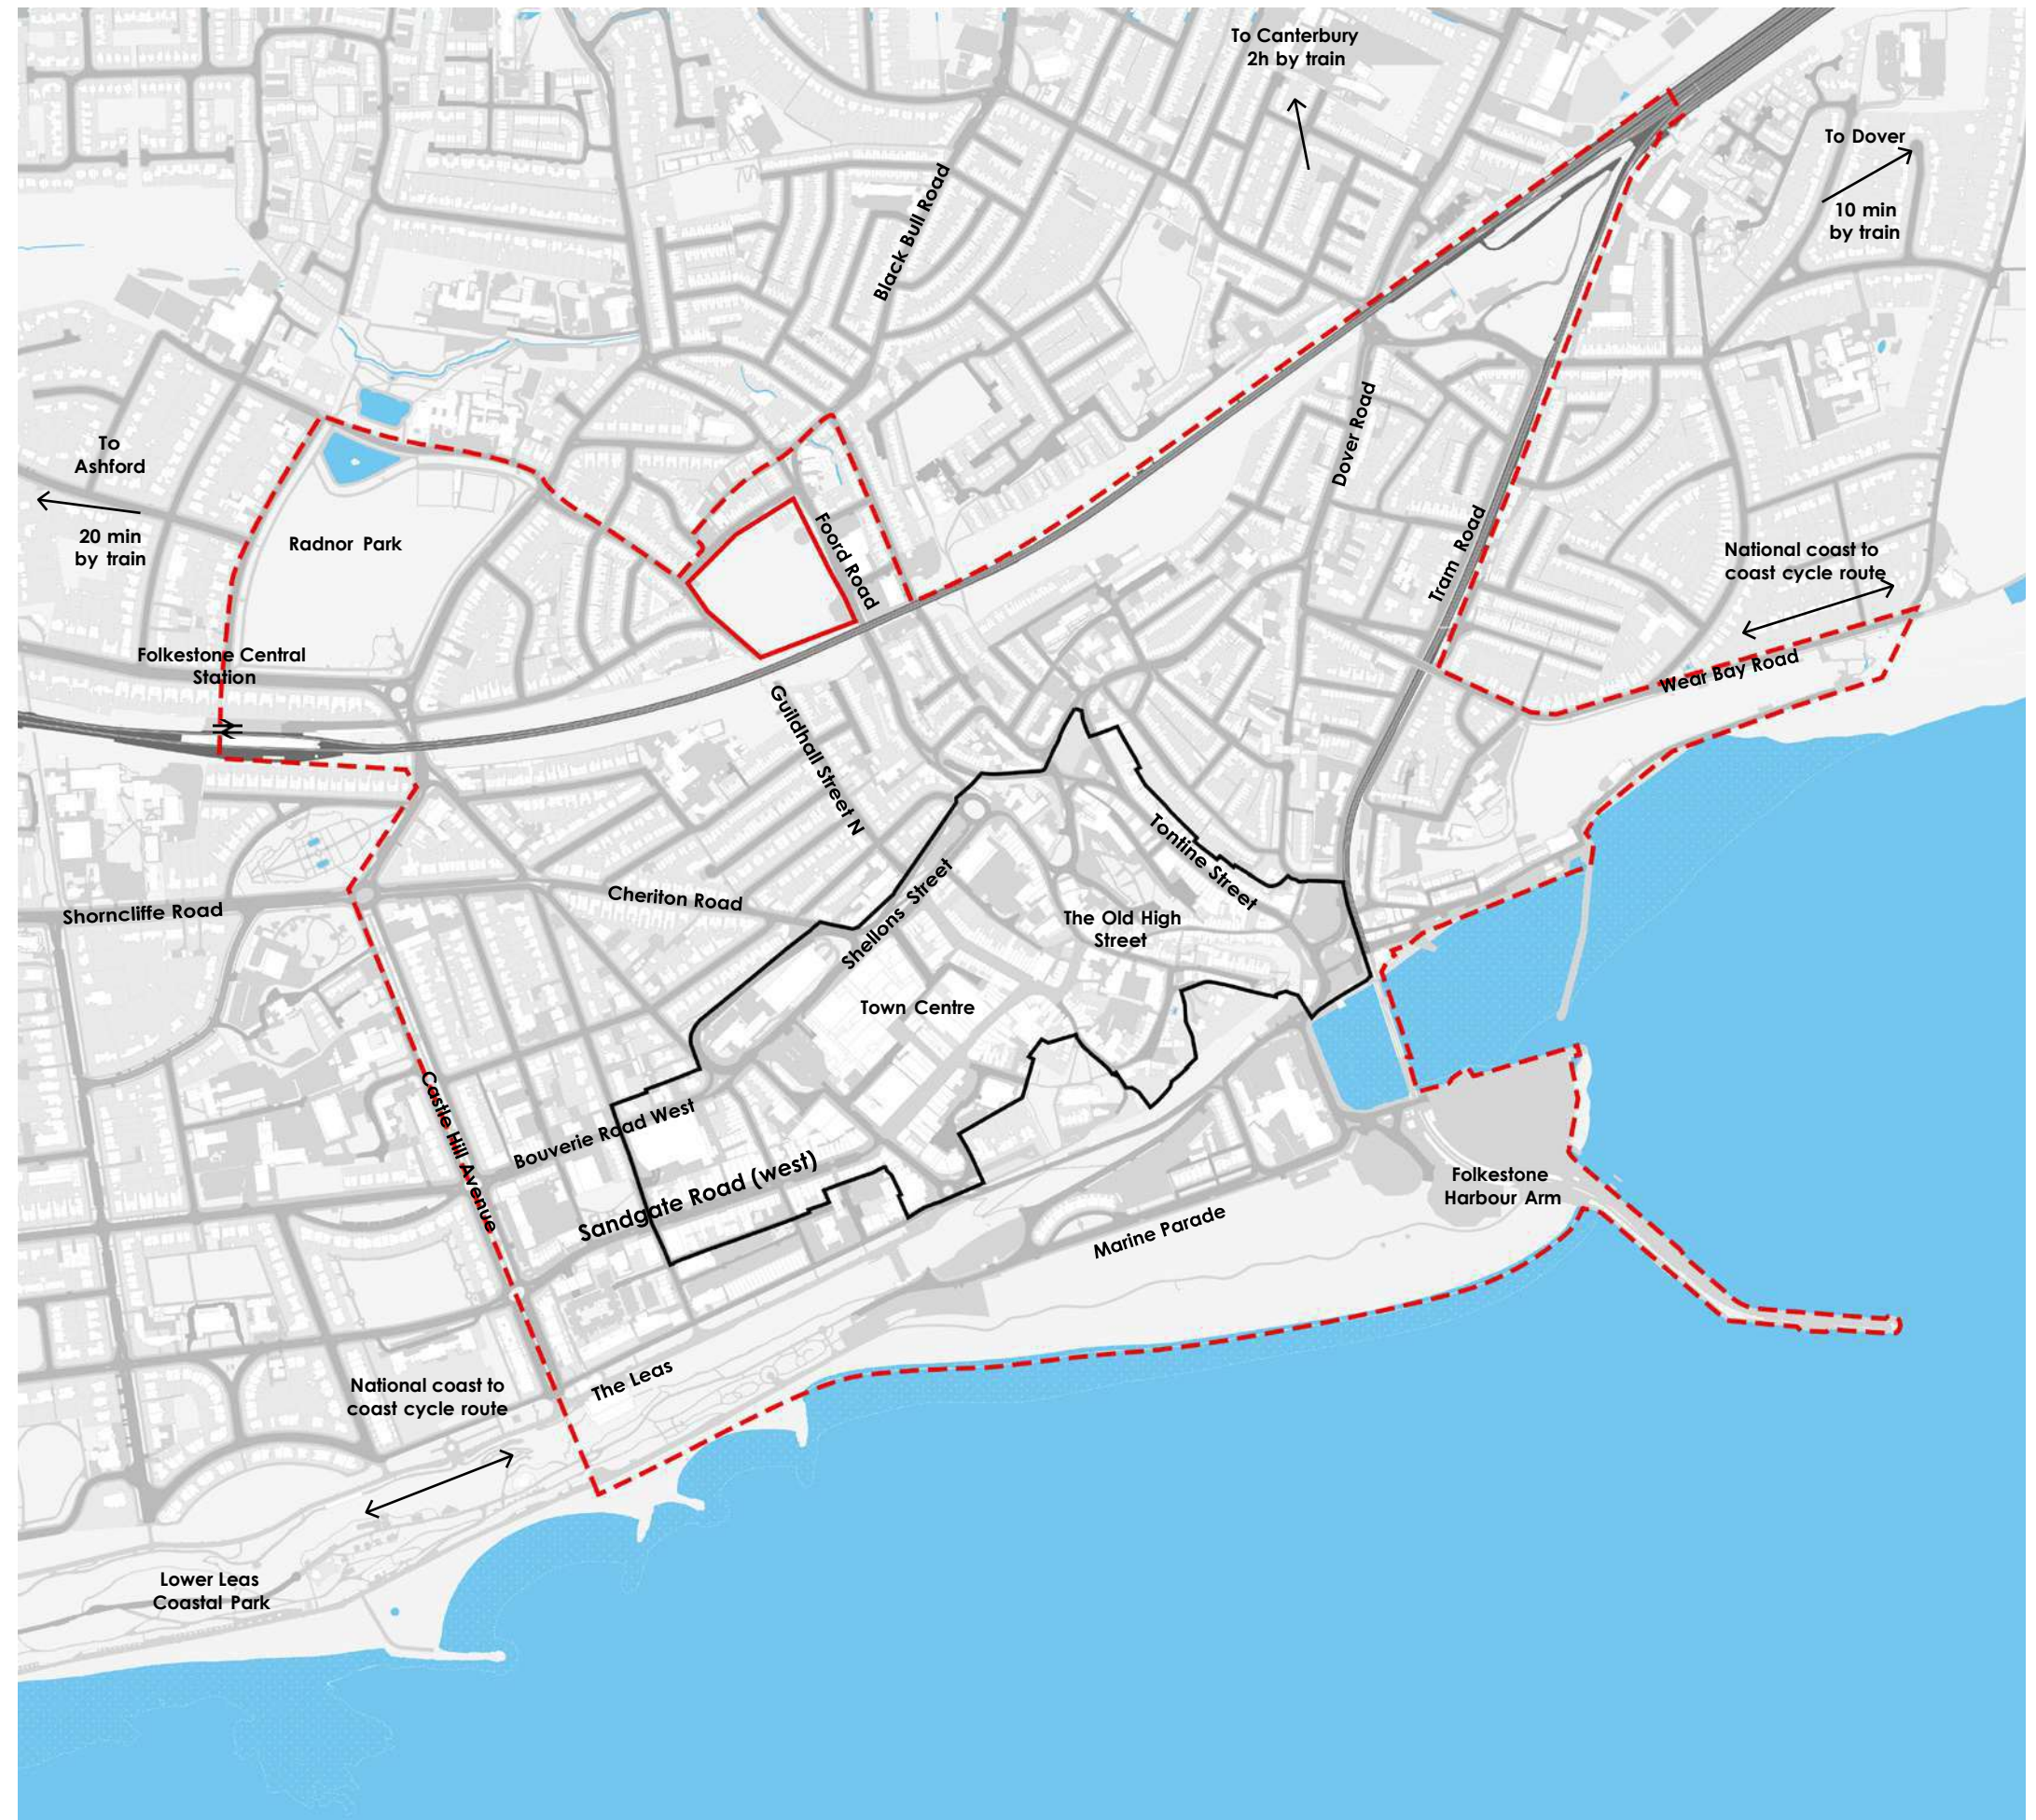 To Canterbury
2h by train
To Dover
10 min
by train
Black Bull Road
To
Ashford
20 min
by train
Radnor Park
Foord Road
Dover Road
Tram Road
National coast to
coast cycle route
Folkestone Central
Station
Wear Bay Road
Guildhall Street N
Tontine Street
Cheriton Road
Shorncliffe Road
Shellons Street
The Old High
Street
Town Centre
Castle Hill Avenue
Bouverie Road West
Sandgate Road (west)
Folkestone
Harbour Arm
Marine Parade
The Leas
National coast to
coast cycle route
Lower Leas
Coastal Park